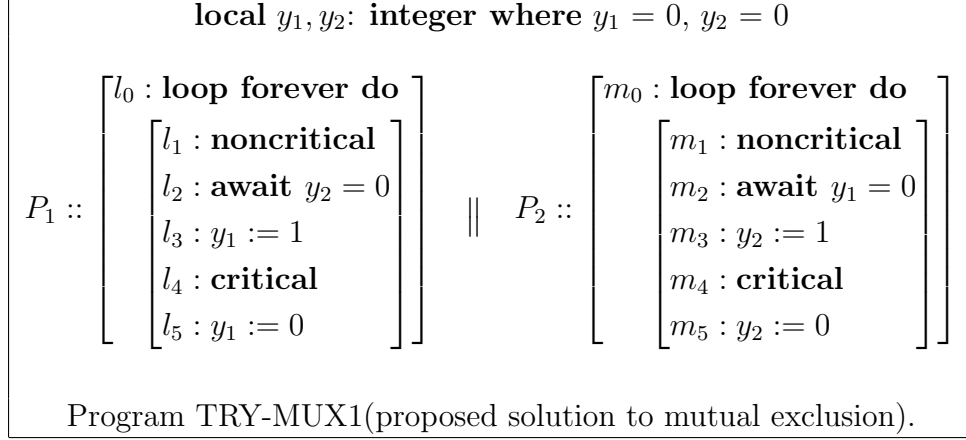 local y₁, y₂: integer where y₁ = 0, y₂ = 0
l₀ : loop forever do
l₁ : noncritical
l₂ : await y₂ = 0
P₁ :: l₃ : y₁ := 1
l₄ : critical
l₅ : y₁ := 0
||
m₀ : loop forever do
m₁ : noncritical
m₂ : await y₁ = 0
P₂ :: m₃ : y₂ := 1
m₄ : critical
m₅ : y₂ := 0
Program TRY-MUX1(proposed solution to mutual exclusion).